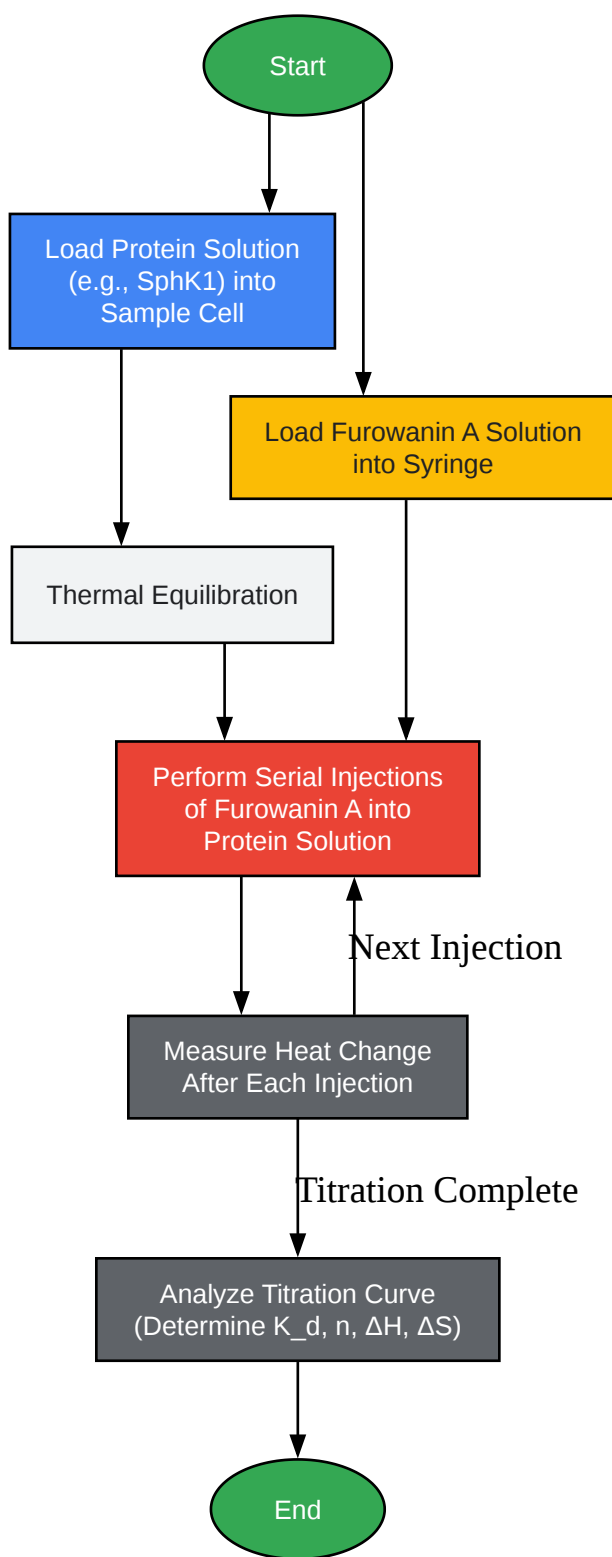 Start
Load Protein Solution
(e.g., SphK1) into
Sample Cell
Load Furowanin A Solution
into Syringe
Thermal Equilibration
Perform Serial Injections
of Furowanin A into
Protein Solution
Next Injection
Measure Heat Change
After Each Injection
Titration Complete
Analyze Titration Curve
(Determine K_d, n, ΔH, ΔS)
End